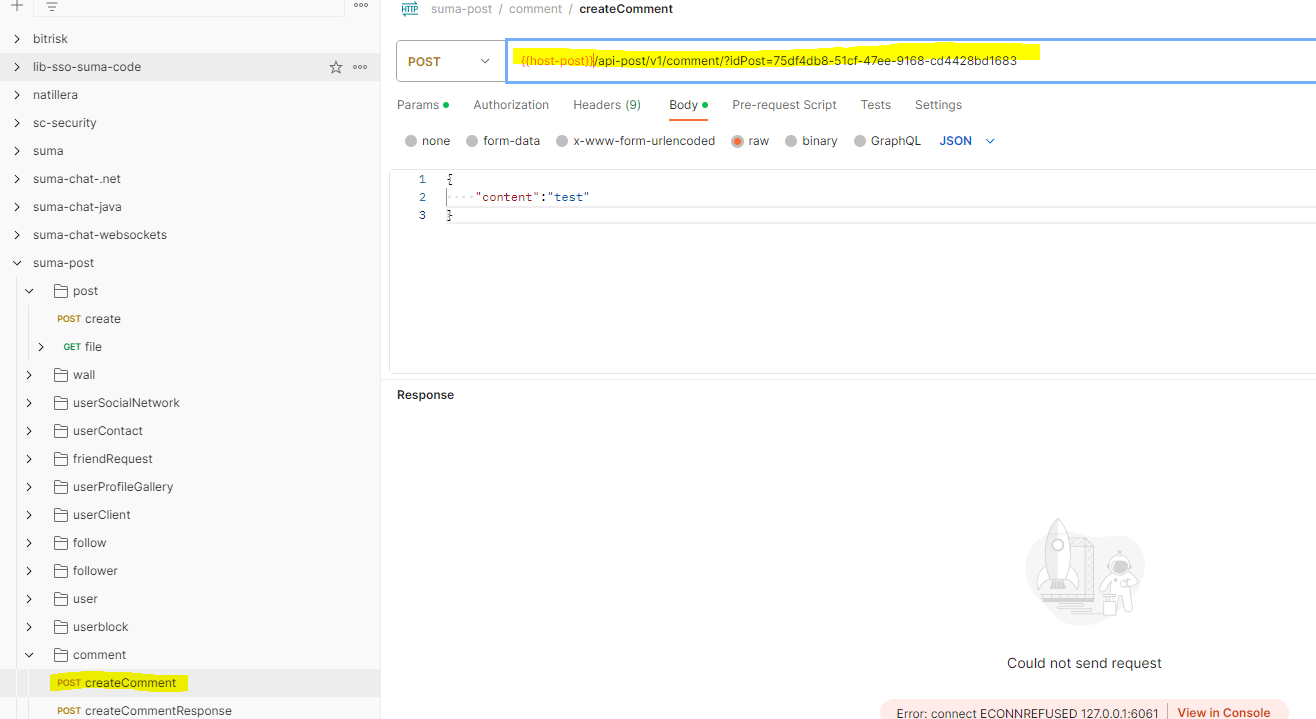 suma-post / comment / createComment
bitrisk
lib-sso-suma-code
natillera
sc-security
suma
suma-chat-.net
suma-chat-java
suma-chat-websockets
suma-post
post
POST create
GET file
wall
userSocialNetwork
userContact
friendRequest
userProfileGallery
userClient
follow
follower
user
userblock
comment
POST createComment
POST createCommentResponse
HTTP
POST
{{host-post}}/api-post/v1/comment/?idPost=75df4db8-51cf-47ee-9168-cd4428bd1683
Params Authorization Headers (9) Body Pre-request Script Tests Settings
none form-data x-www-form-urlencoded raw binary GraphQL JSON
1 {
2 "content":"test"
3 }
Response
Could not send request
Error: connect ECONNREFUSED 127.0.0.1:6061 View in Console